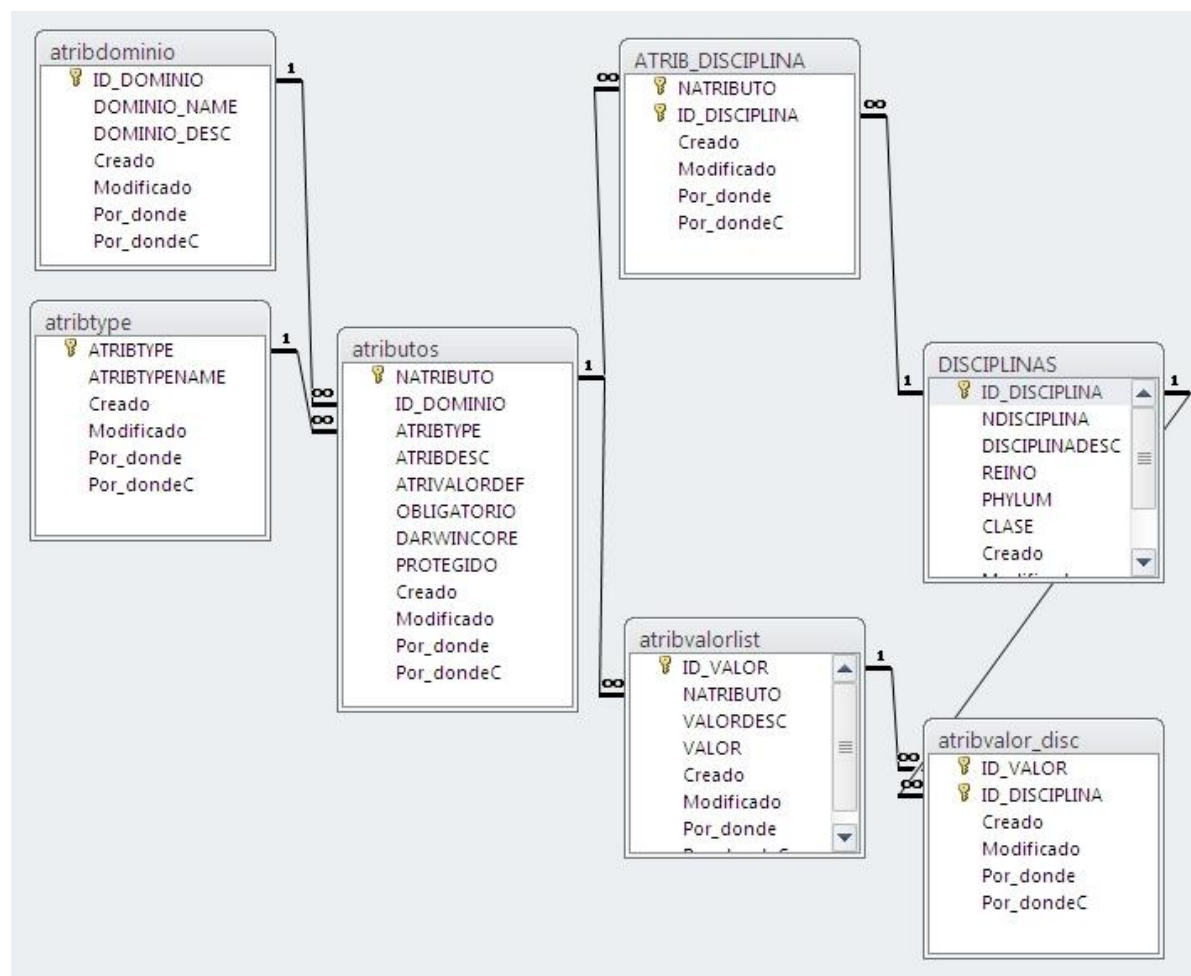 atribdominio
ID_DOMINIO
DOMINIO_NAME
DOMINIO_DESC
Creado
Modificado
Por_donde
Por_dondeC
1
atribtype
ATRIBTYPE
ATRIBTYPENAME
Creado
Modificado
Por_donde
Por_dondeC
1
∞
∞
atributos
NATRIBUTO
ID_DOMINIO
ATRIBTYPE
ATRIBDESC
ATRIVALORDEF
OBLIGATORIO
DARWINCORE
PROTEGIDO
Creado
Modificado
Por_donde
Por_dondeC
1
∞
ATRIB_DISCIPLINA
NATRIBUTO
ID_DISCIPLINA
Creado
Modificado
Por_donde
Por_dondeC
∞
1
DISCIPLINAS
ID_DISCIPLINA
NDISCIPLINA
DISCIPLINADESC
REINO
PHYLUM
CLASE
Creado
1
∞
atribvalorlist
ID_VALOR
NATRIBUTO
VALORDESC
VALOR
Creado
Modificado
Por_donde
1
∞
∞
atribvalor_disc
ID_VALOR
ID_DISCIPLINA
Creado
Modificado
Por_donde
Por_dondeC